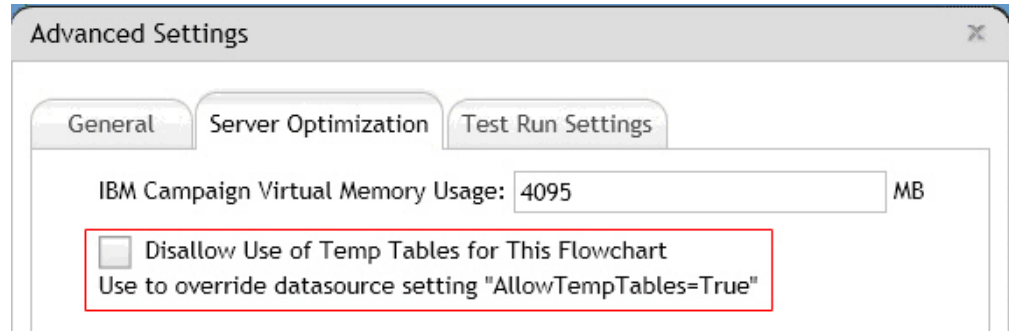 Advanced Settings
General Server Optimization Test Run Settings
IBM Campaign Virtual Memory Usage: 4095 MB
Disallow Use of Temp Tables for This Flowchart
Use to override datasource setting "AllowTempTables=True"